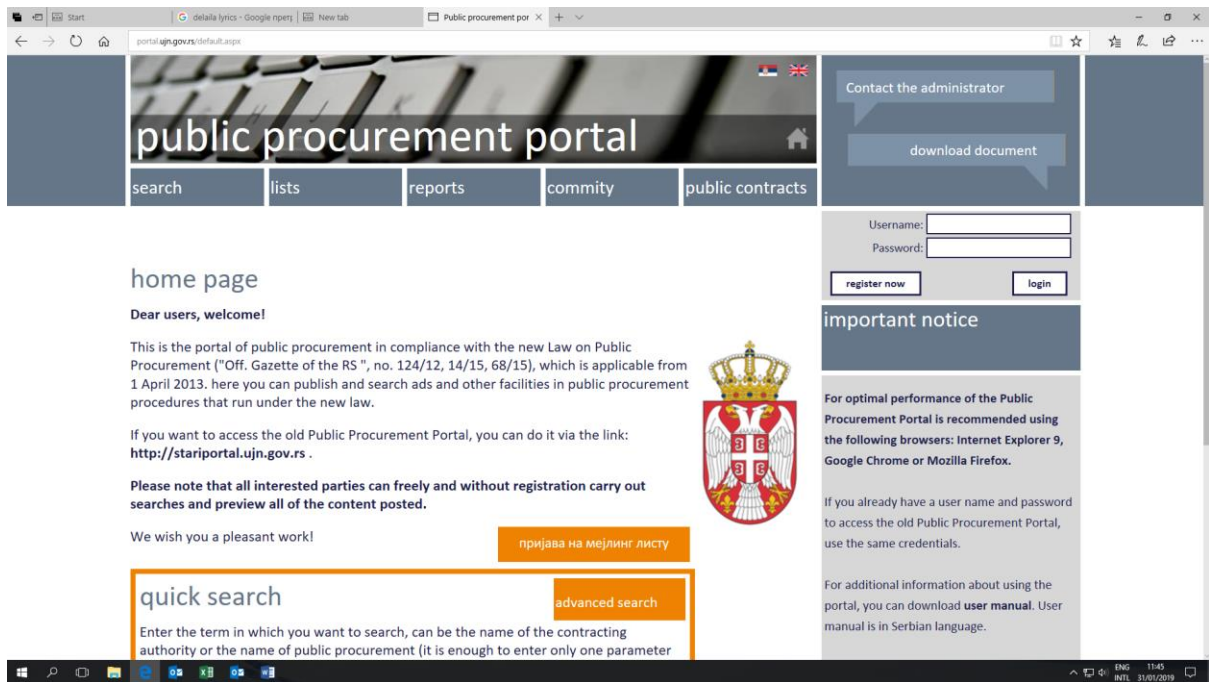 Start
delaila lyrics - Google прет
New tab
Public procurement por
portal.ujn.gov.rs/default.aspx
public procurement portal
search
lists
reports
commity
public contracts
Contact the administrator
download document
Username:
Password:
register now
login
home page
Dear users, welcome!
This is the portal of public procurement in compliance with the new Law on Public
Procurement ("Off. Gazette of the RS ", no. 124/12, 14/15, 68/15), which is applicable from
1 April 2013. here you can publish and search ads and other facilities in public procurement
procedures that run under the new law.
If you want to access the old Public Procurement Portal, you can do it via the link:
http://stariportal.ujn.gov.rs .
Please note that all interested parties can freely and without registration carry out
searches and preview all of the content posted.
We wish you a pleasant work!
пријава на мејлинг листу
quick search
advanced search
Enter the term in which you want to search, can be the name of the contracting
authority or the name of public procurement (it is enough to enter only one parameter
important notice
For optimal performance of the Public
Procurement Portal is recommended using
the following browsers: Internet Explorer 9,
Google Chrome or Mozilla Firefox.
If you already have a user name and password
to access the old Public Procurement Portal,
use the same credentials.
For additional information about using the
portal, you can download user manual. User
manual is in Serbian language.
ENG
INTL
11:45
31/01/2019